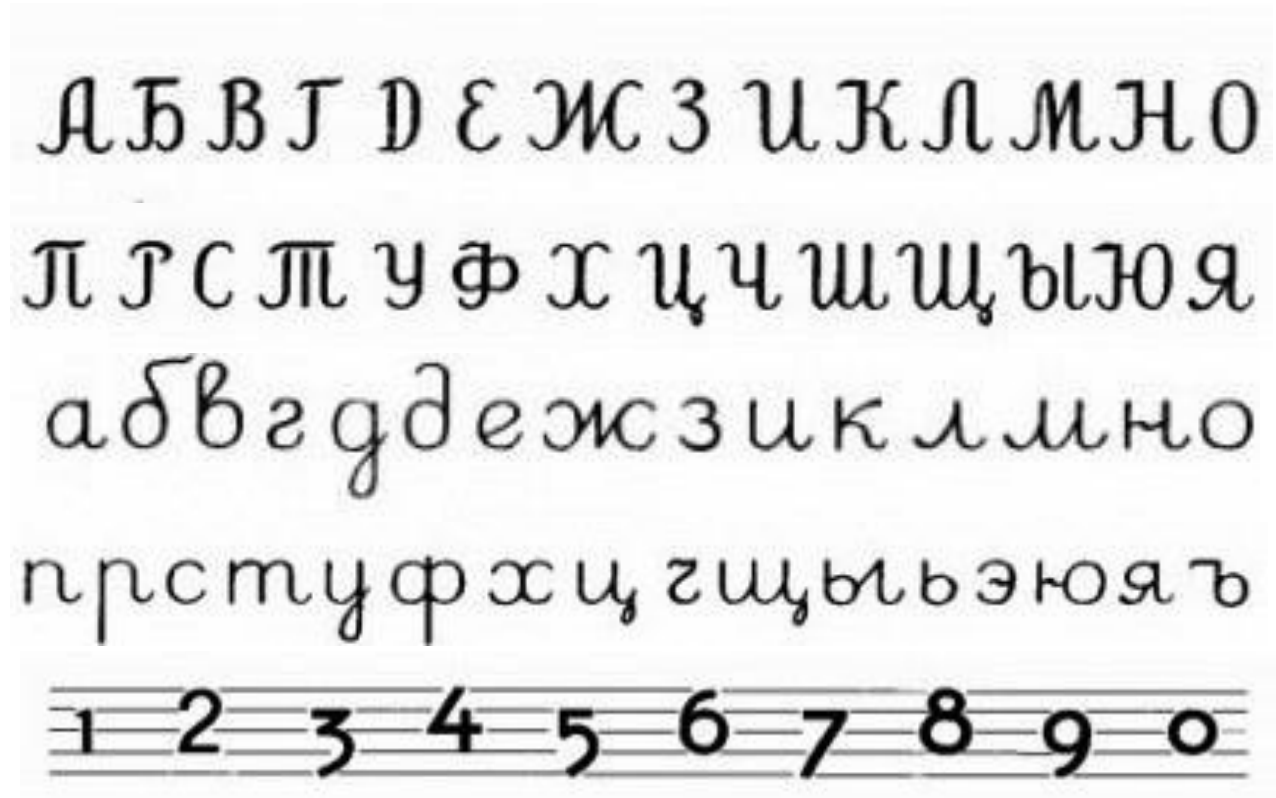 А Б В Г D Е Ж З И К Л М Н О
П Р С Т У Ф Х Ц Ч Ш Щ Ы Ю Я
а б в г д д е ж з и к л м н о
п р с т у ф х ц ч щ ы ь э ю я ъ
1 2 3 4 5 6 7 8 9 0